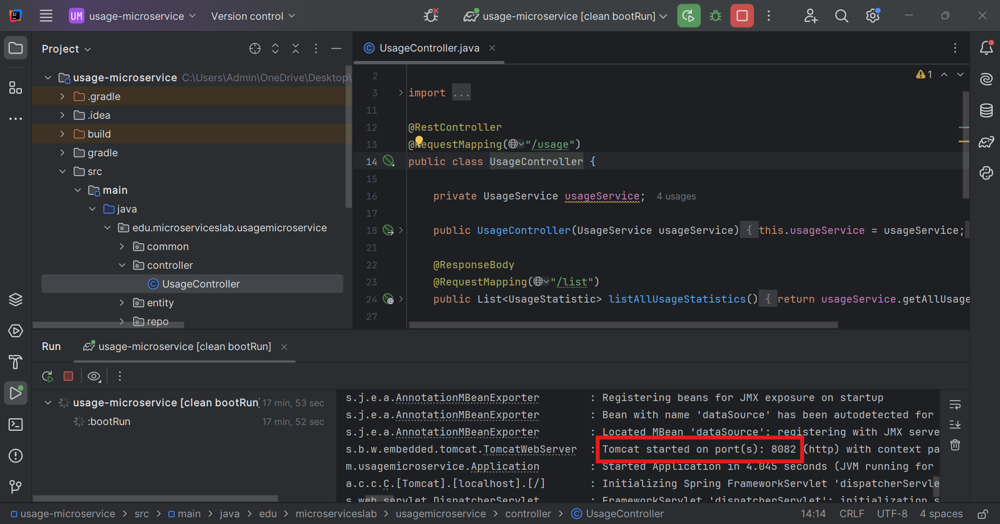 UM usage-microservice Version control usage-microservice [clean bootRun]
Project
usage-microservice C:\Users\Admin\OneDrive\Desktop\
.gradle
.idea
build
gradle
src
main
java
edu.microserviceslab.usagemicroservice
common
controller
UsageController
entity
repo
UsageController.java
1
2
3 import ...
11
12 @RestController
13 @RequestMapping("/usage")
14 public class UsageController {
15
16 private UsageService usageService; 4 usages
17
18 public UsageController(UsageService usageService) { this.usageService = usageService;
21
22 @ResponseBody
23 @RequestMapping("/list")
24 public List<UsageStatistic> listAllUsageStatistics() { return usageService.getAllUsage
27
Run usage-microservice [clean bootRun]
usage-microservice [clean bootRun] 17 min, 53 sec
:bootRun 17 min, 52 sec
s.j.e.a.AnnotationMBeanExporter : Registering beans for JMX exposure on startup
s.j.e.a.AnnotationMBeanExporter : Bean with name 'dataSource' has been autodetected for
s.j.e.a.AnnotationMBeanExporter : Located MBean 'dataSource': registering with JMX serve
s.b.w.embedded.tomcat.TomcatWebServer : Tomcat started on port(s): 8082 (http) with context pa
m.usagemicroservice.Application : Started Application in 4.045 seconds (JVM running for
a.c.c.C.[Tomcat].[localhost].[/] : Initializing Spring FrameworkServlet 'dispatcherServle
s.web.servlet.DispatcherServlet : FrameworkServlet 'dispatcherServlet': initialization s
usage-microservice > src > main > java > edu > microserviceslab > usagemicroservice > controller > UsageController 14:14 CRLF UTF-8 4 spaces